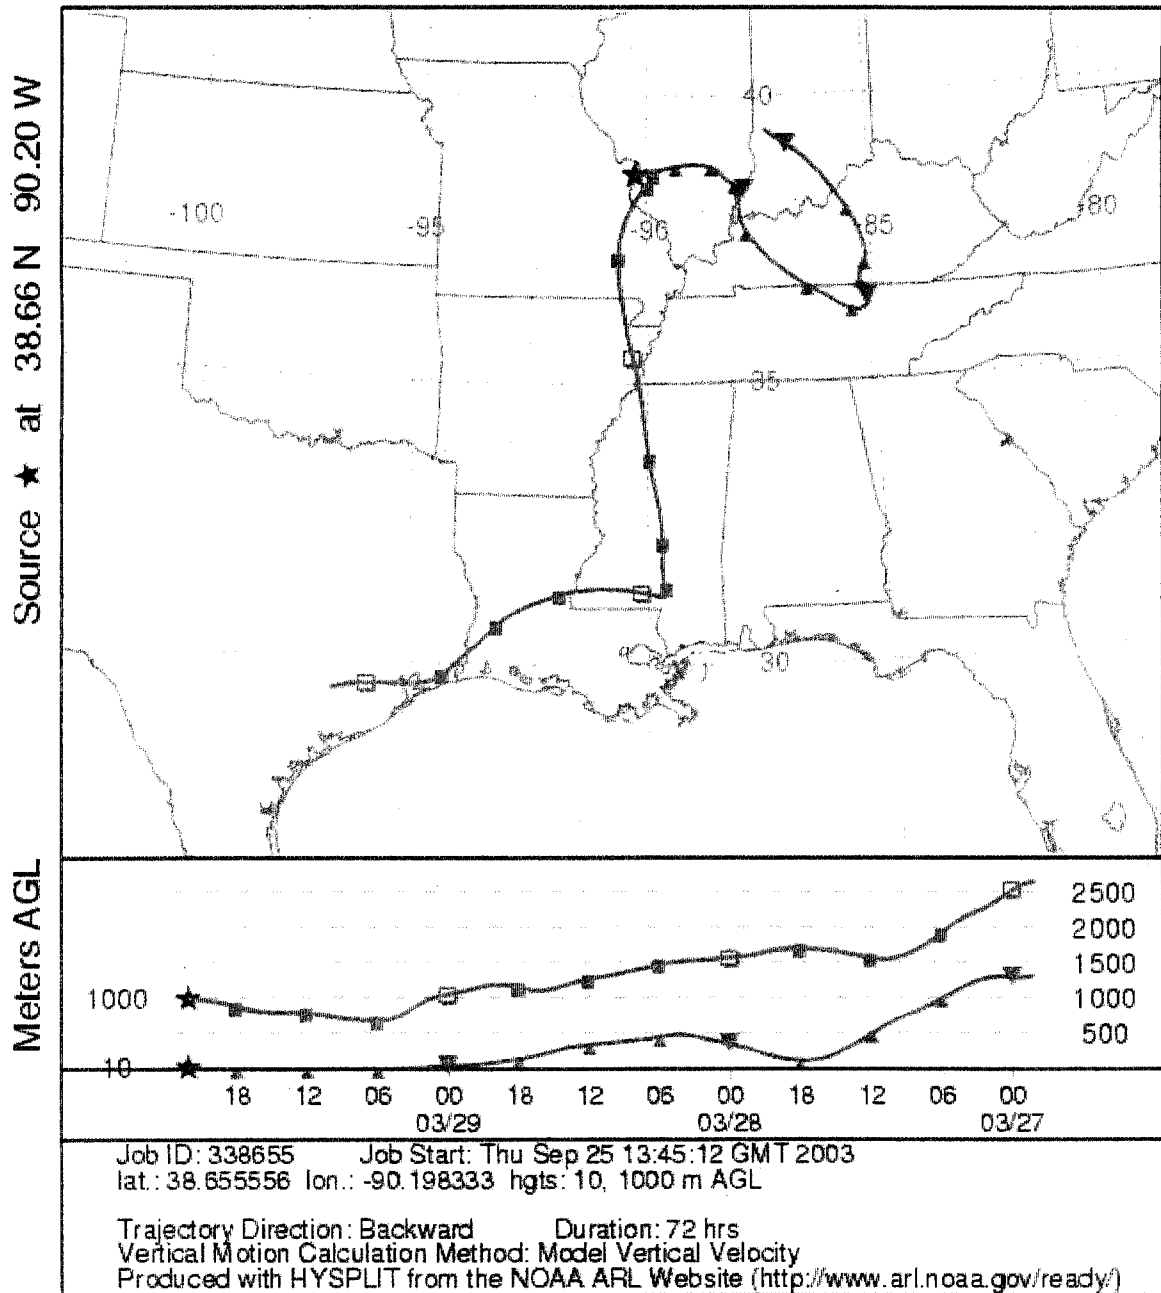 Source ★ at 38.66 N 90.20 W
40
-100
-95
-90
-85
-80
35
30
Meters AGL
2500
2000
1500
1000
1000
500
10
18 12 06 00 18 12 06 00 18 12 06 00
03/29 03/28 03/27
Job ID: 338655 Job Start: Thu Sep 25 13:45:12 GMT 2003
lat.: 38.655556 lon.: -90.198333 hgts: 10, 1000 m AGL
Trajectory Direction: Backward Duration: 72 hrs
Vertical Motion Calculation Method: Model Vertical Velocity
Produced with HYSPLIT from the NOAA ARL Website (http://www.arl.noaa.gov/ready/)